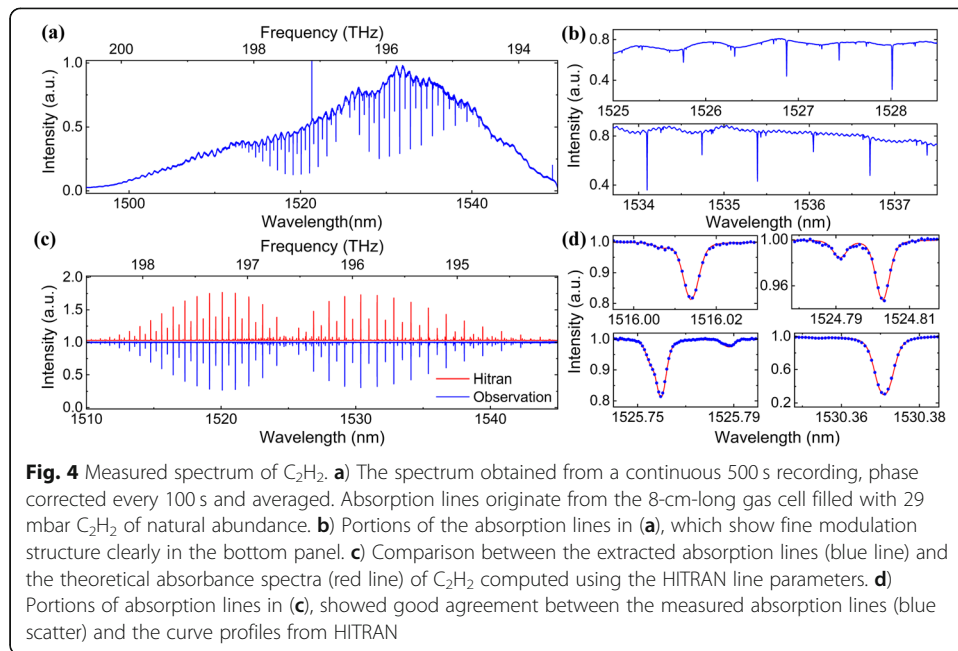 (a)
Frequency (THz)
200 198 196 194
1.0
0.5
0.0
Intensity (a.u.)
1500 1520 1540
Wavelength(nm)
(b)
0.8
0.4
1525 1526 1527 1528
0.8
0.4
Intensity (a.u.)
1534 1535 1536 1537
Wavelength (nm)
(c)
Frequency (THz)
198 197 196 195
2.0
1.5
1.0
0.5
0.0
Intensity (a.u.)
Hitran
Observation
1510 1520 1530 1540
Wavelength (nm)
(d)
1.0
0.9
0.8
1516.00 1516.02
1.00
0.96
1524.79 1524.81
1.0
0.9
0.8
1525.75 1525.79
1.0
0.6
0.2
1530.36 1530.38
Intensity (a.u.)
Wavelength (nm)
Fig. 4 Measured spectrum of C₂H₂. a) The spectrum obtained from a continuous 500 s recording, phase
corrected every 100 s and averaged. Absorption lines originate from the 8-cm-long gas cell filled with 29
mbar C₂H₂ of natural abundance. b) Portions of the absorption lines in (a), which show fine modulation
structure clearly in the bottom panel. c) Comparison between the extracted absorption lines (blue line) and
the theoretical absorbance spectra (red line) of C₂H₂ computed using the HITRAN line parameters. d)
Portions of absorption lines in (c), showed good agreement between the measured absorption lines (blue
scatter) and the curve profiles from HITRAN